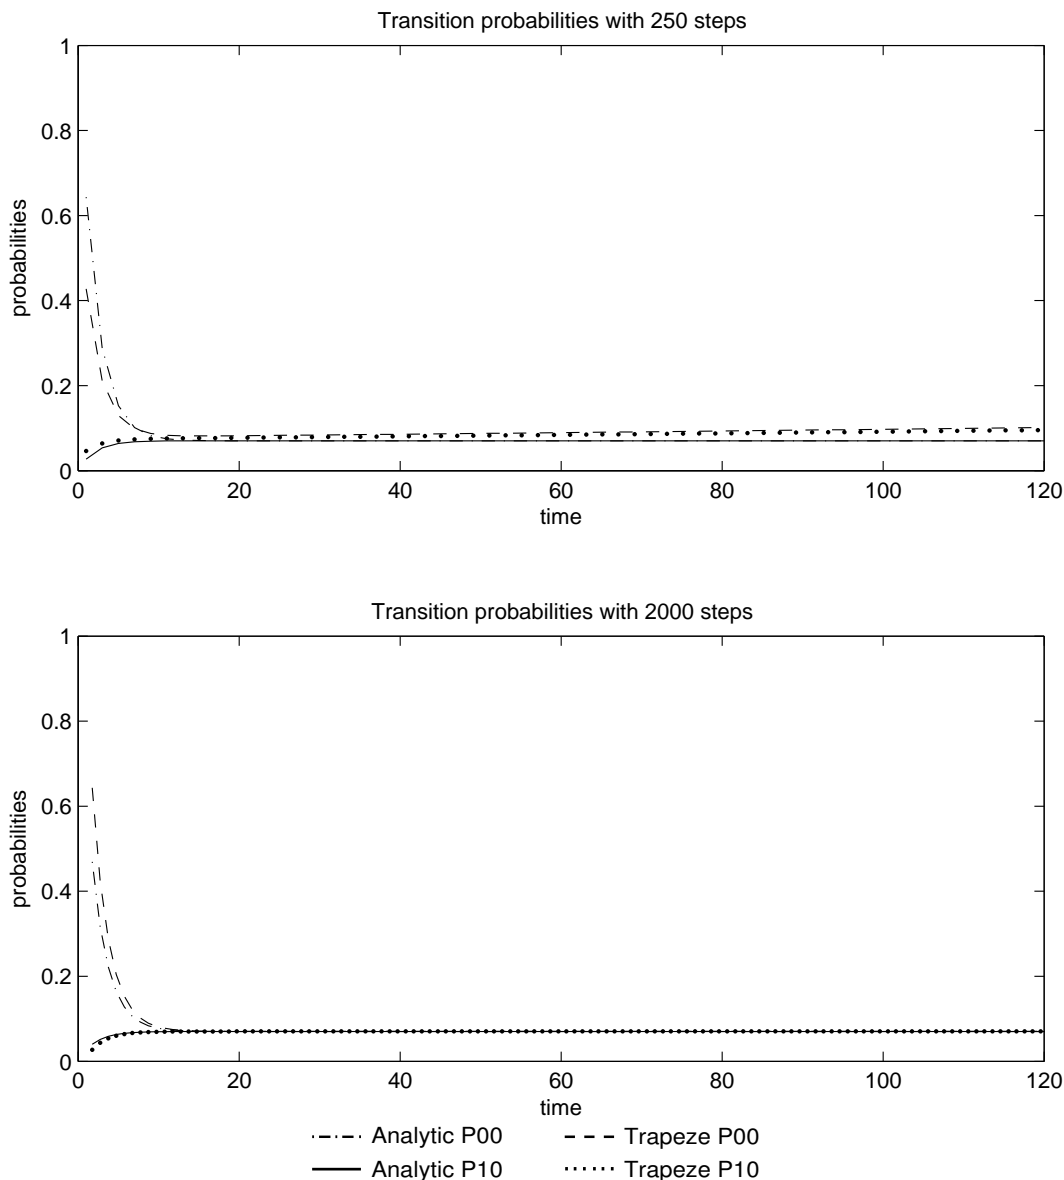 Transition probabilities with 250 steps
1
0.8
0.6
0.4
0.2
0
probabilities
0 20 40 60 80 100 120
time
Transition probabilities with 2000 steps
1
0.8
0.6
0.4
0.2
0
probabilities
0 20 40 60 80 100 120
time
Analytic P00 Trapeze P00
Analytic P10 Trapeze P10